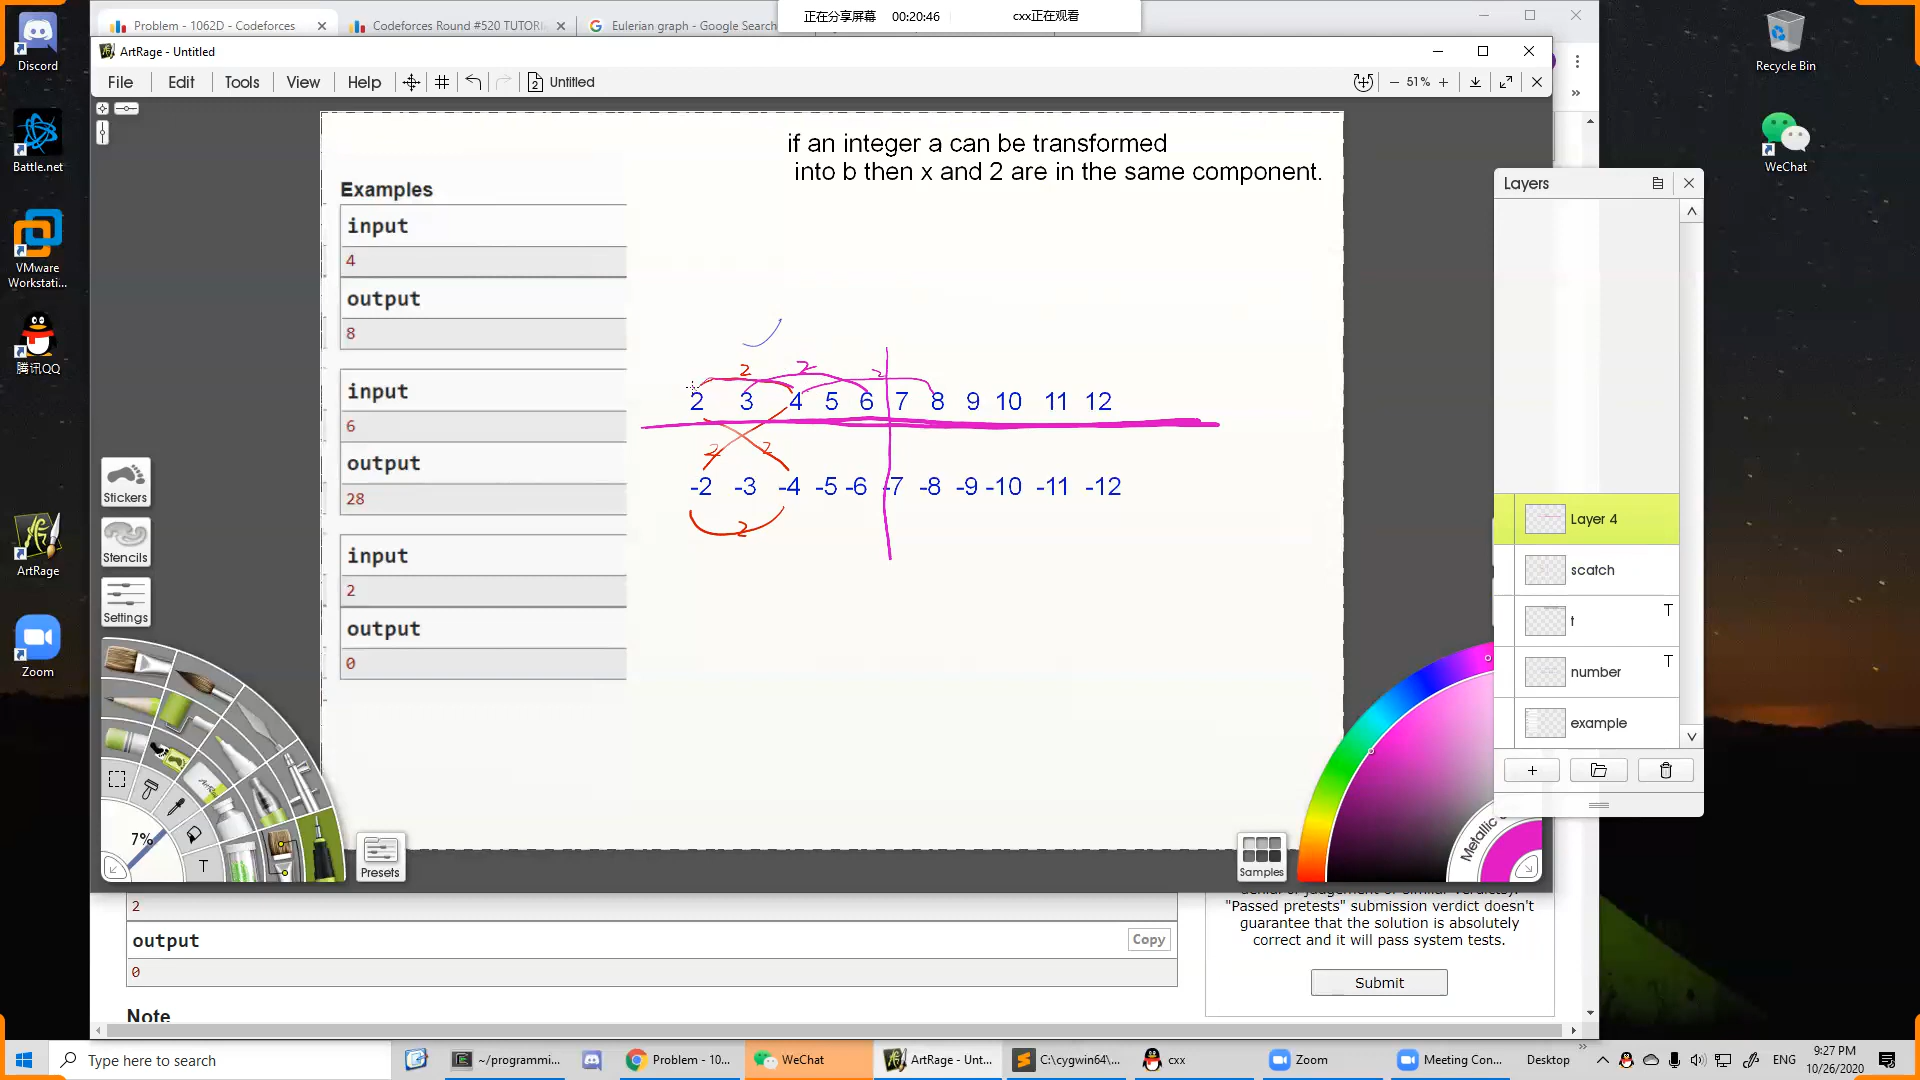 Problem - 1062D - Codeforces
Codeforces Round #520 TUTORI
Eulerian graph - Google Search
正在分享屏幕 00:20:46 cxx正在观看
ArtRage - Untitled
File Edit Tools View Help 2 Untitled
51%
Discord
Battle.net
VMware
Workstati...
腾讯QQ
ArtRage
Zoom
Recycle Bin
WeChat
if an integer a can be transformed
into b then x and 2 are in the same component.
Examples
input
4
output
8
input
6
output
28
input
2
output
0
2 2 2
2 3 4 5 6 7 8 9 10 11 12
2 2
-2 -3 -4 -5 -6 -7 -8 -9 -10 -11 -12
2
Layers
Layer 4
scatch
t T
number T
example
Stickers
Stencils
Settings
7%
T
Presets
Samples
Metallic
2
output
Copy
0
Note
"Passed pretests" submission verdict doesn't
guarantee that the solution is absolutely
correct and it will pass system tests.
Submit
Type here to search
~/programmi...
Problem - 10...
WeChat
ArtRage - Unt...
C:\cygwin64\...
cxx
Zoom
Meeting Con...
Desktop
ENG
9:27 PM
10/26/2020